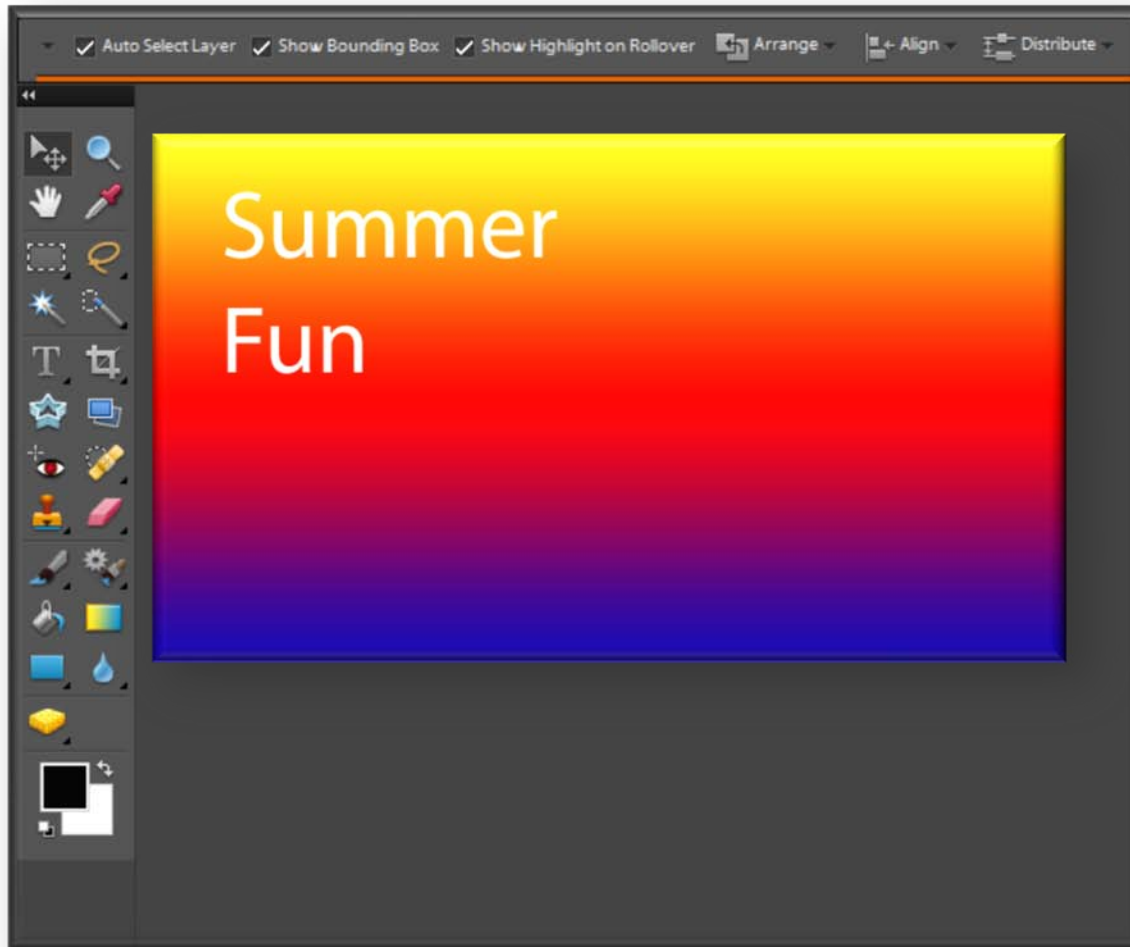 Auto Select Layer Show Bounding Box Show Highlight on Rollover Arrange Align Distribute
Summer
Fun
T